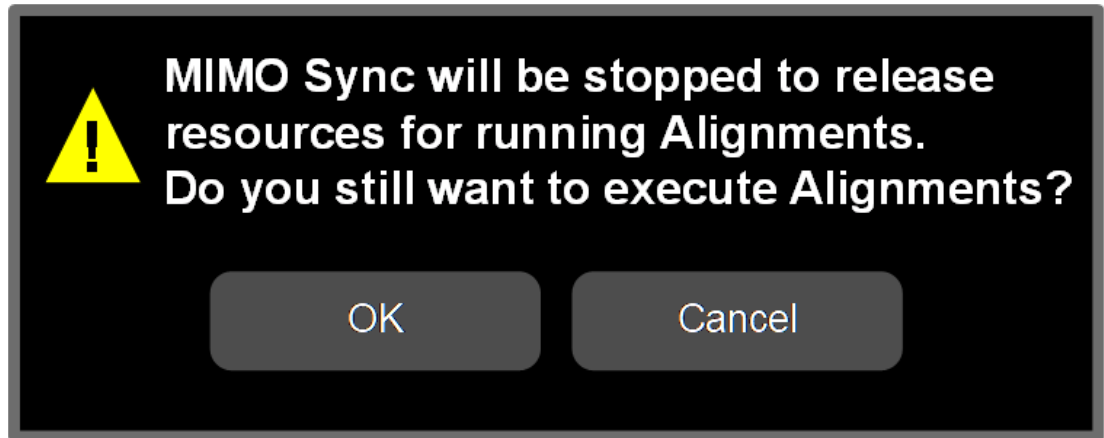 MIMO Sync will be stopped to release
resources for running Alignments.
Do you still want to execute Alignments?
OK
Cancel